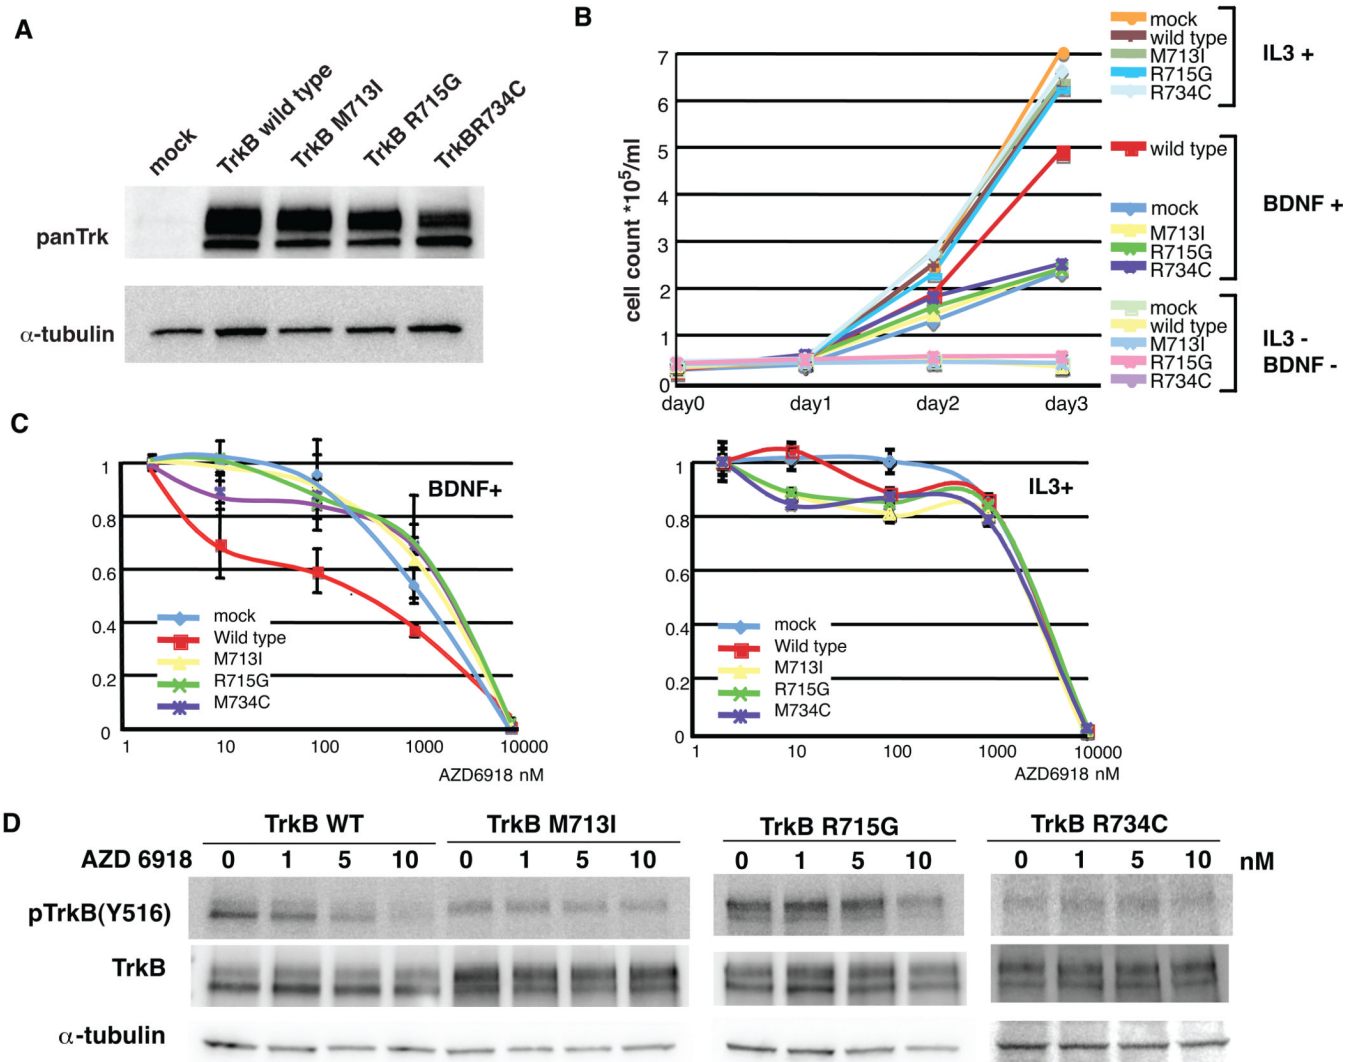 A
mock
TrkB wild type
TrkB M713I
TrkB R715G
TrkBR734C
panTrk
α-tubulin
B
cell count *10⁵/ml
7
6
5
4
3
2
1
0
day0 day1 day2 day3
mock
wild type
M713I
R715G
R734C
IL3 +
wild type
mock
M713I
R715G
R734C
BDNF +
mock
wild type
M713I
R715G
R734C
IL3 -
BDNF -
C
BDNF+
1
0.8
0.6
0.4
0.2
0
mock
Wild type
M713I
R715G
M734C
1 10 100 1000 10000
AZD6918 nM
IL3+
1
0.8
0.6
0.4
0.2
0
mock
Wild type
M713I
R715G
M734C
1 10 100 1000 10000
AZD6918 nM
D
TrkB WT TrkB M713I TrkB R715G TrkB R734C
AZD 6918 0 1 5 10 0 1 5 10 0 1 5 10 0 1 5 10 nM
pTrkB(Y516)
TrkB
α-tubulin